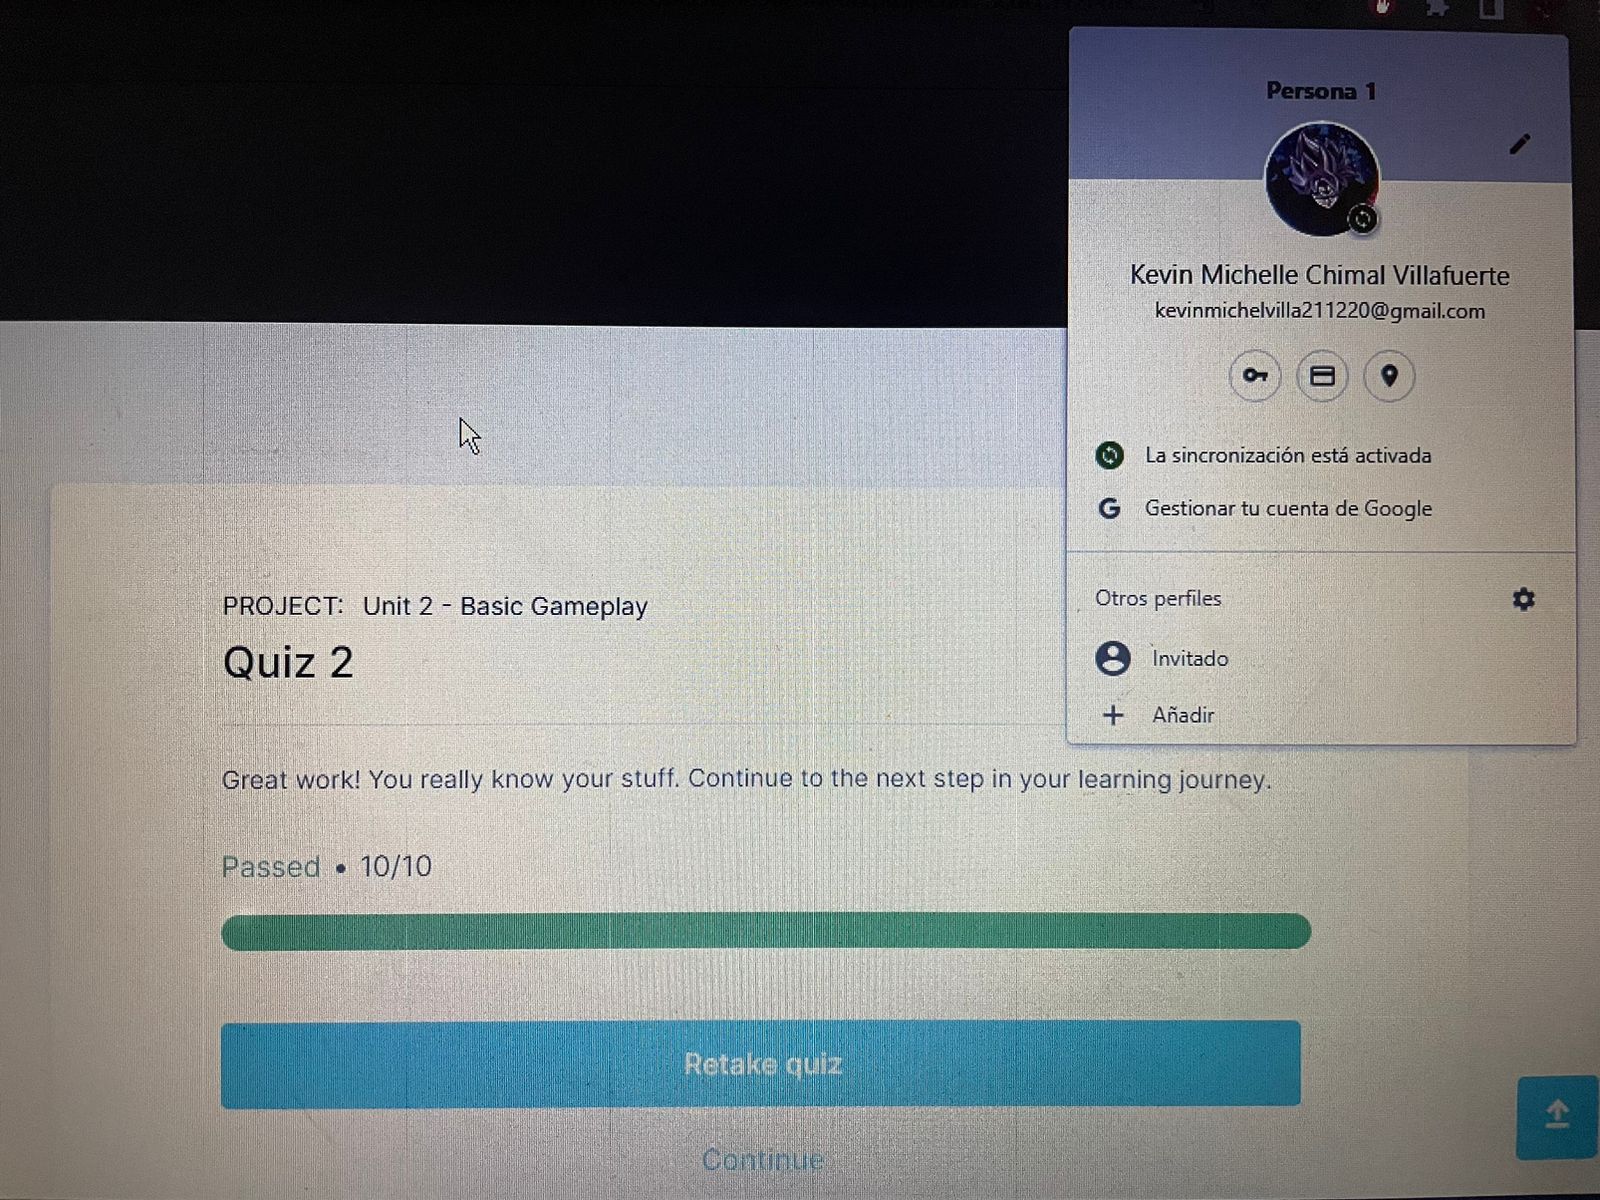 Persona 1
Kevin Michelle Chimal Villafuerte
kevinmichelvilla211220@gmail.com
La sincronización está activada
G Gestionar tu cuenta de Google
Otros perfiles
Invitado
+ Añadir
PROJECT: Unit 2 - Basic Gameplay
Quiz 2
Great work! You really know your stuff. Continue to the next step in your learning journey.
Passed • 10/10
Retake quiz
Continue